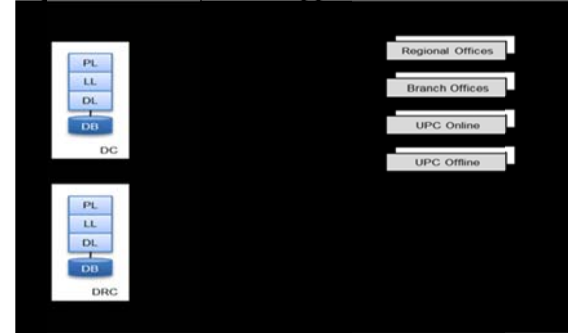 PL
LL
DL
DB
DC
PL
LL
DL
DB
DRC
Regional Offices
Branch Offices
UPC Online
UPC Offline